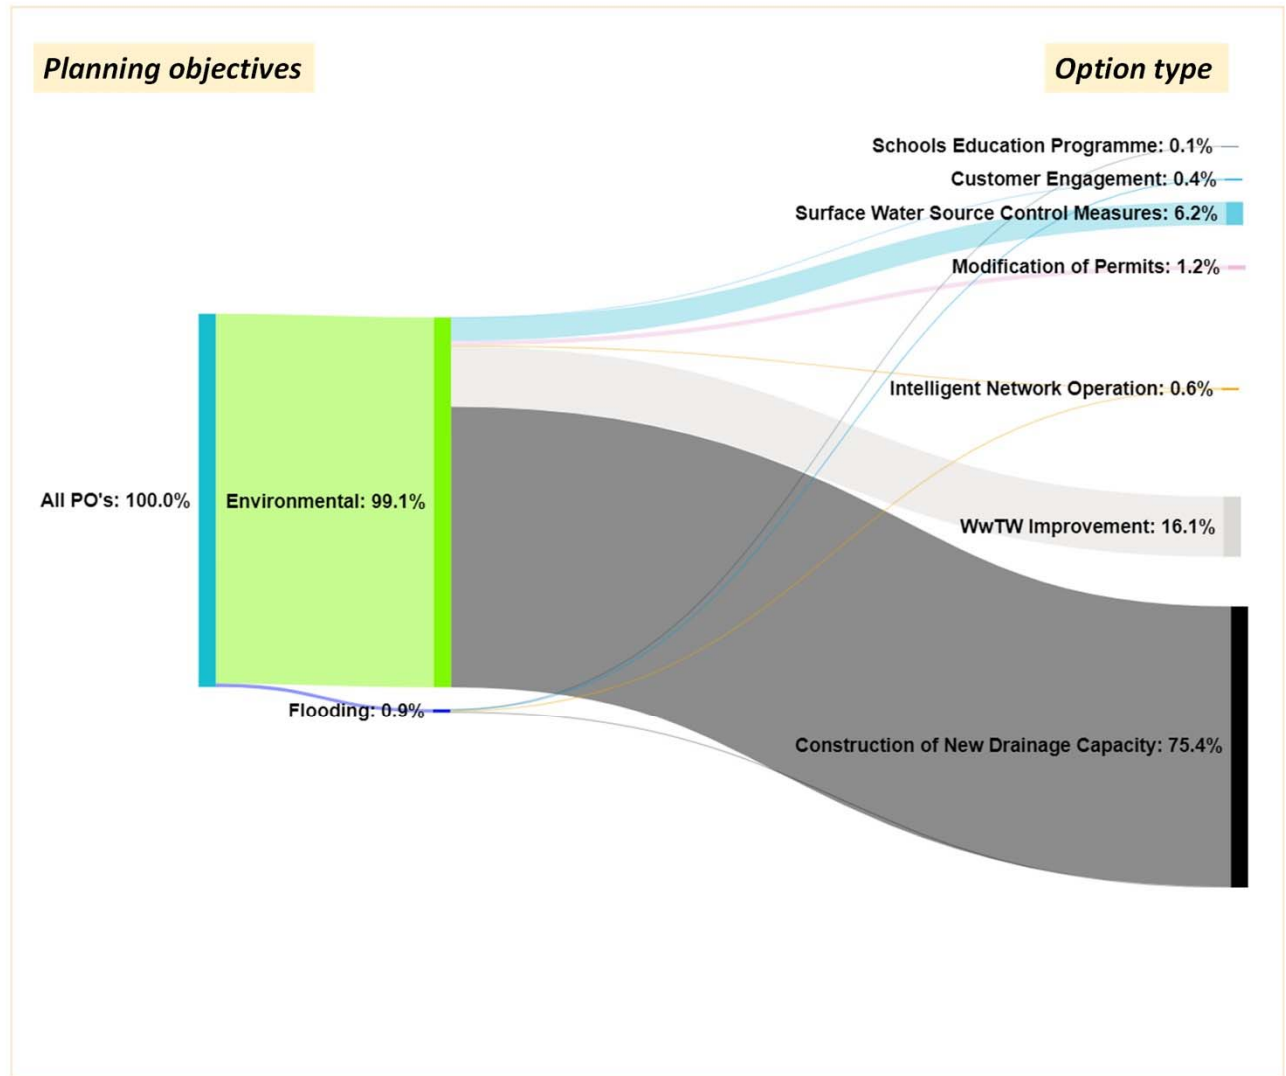 Planning objectives
Option type
Schools Education Programme: 0.1%
Customer Engagement: 0.4%
Surface Water Source Control Measures: 6.2%
Modification of Permits: 1.2%
Intelligent Network Operation: 0.6%
All PO's: 100.0%
Environmental: 99.1%
WwTW Improvement: 16.1%
Flooding: 0.9%
Construction of New Drainage Capacity: 75.4%